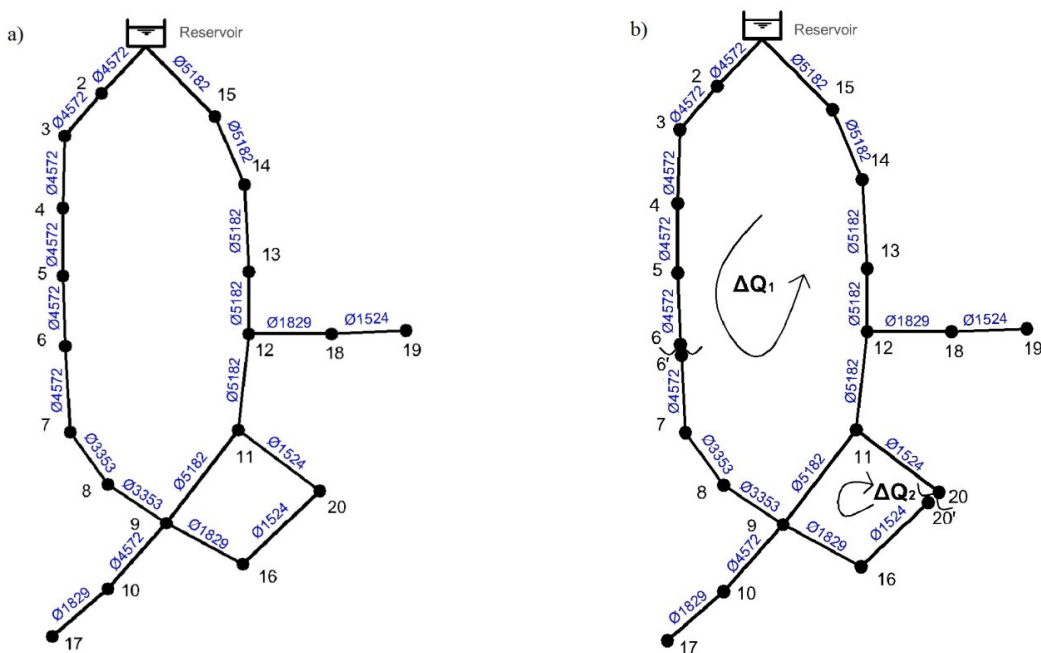 a)
Reservoir
Ø4572
Ø5182
2
15
Ø4572
3
Ø5182
14
Ø4572
4
Ø5182
Ø4572
13
5
Ø5182
Ø4572
Ø1829
Ø1524
6
12
18
19
Ø4572
Ø5182
7
11
Ø3353
Ø5182
Ø1524
8
Ø3353
20
9
Ø1829
Ø1524
Ø4572
16
10
Ø1829
17
b)
Reservoir
Ø4572
Ø5182
2
15
Ø4572
3
Ø5182
14
Ø4572
4
Ø5182
Ø4572
13
5
ΔQ₁
Ø5182
Ø4572
Ø1829
Ø1524
6
12
18
19
6'
Ø4572
Ø5182
7
11
Ø3353
Ø5182
Ø1524
8
ΔQ₂
20
Ø3353
20'
9
Ø1829
Ø1524
Ø4572
16
10
Ø1829
17